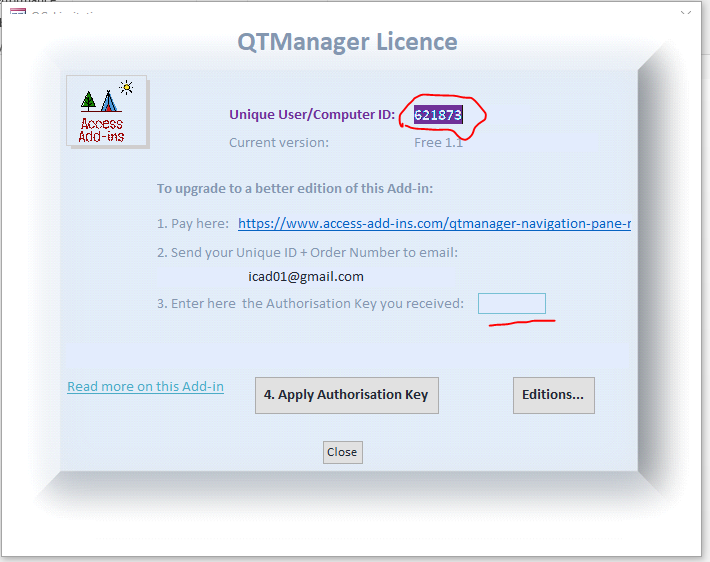 QTManager Licence
Access
Add-ins
Unique User/Computer ID: 621873
Current version: Free 1.1
To upgrade to a better edition of this Add-in:
1. Pay here: https://www.access-add-ins.com/qtmanager-navigation-pane-r
2. Send your Unique ID + Order Number to email:
icad01@gmail.com
3. Enter here the Authorisation Key you received:
Read more on this Add-in
4. Apply Authorisation Key
Editions...
Close